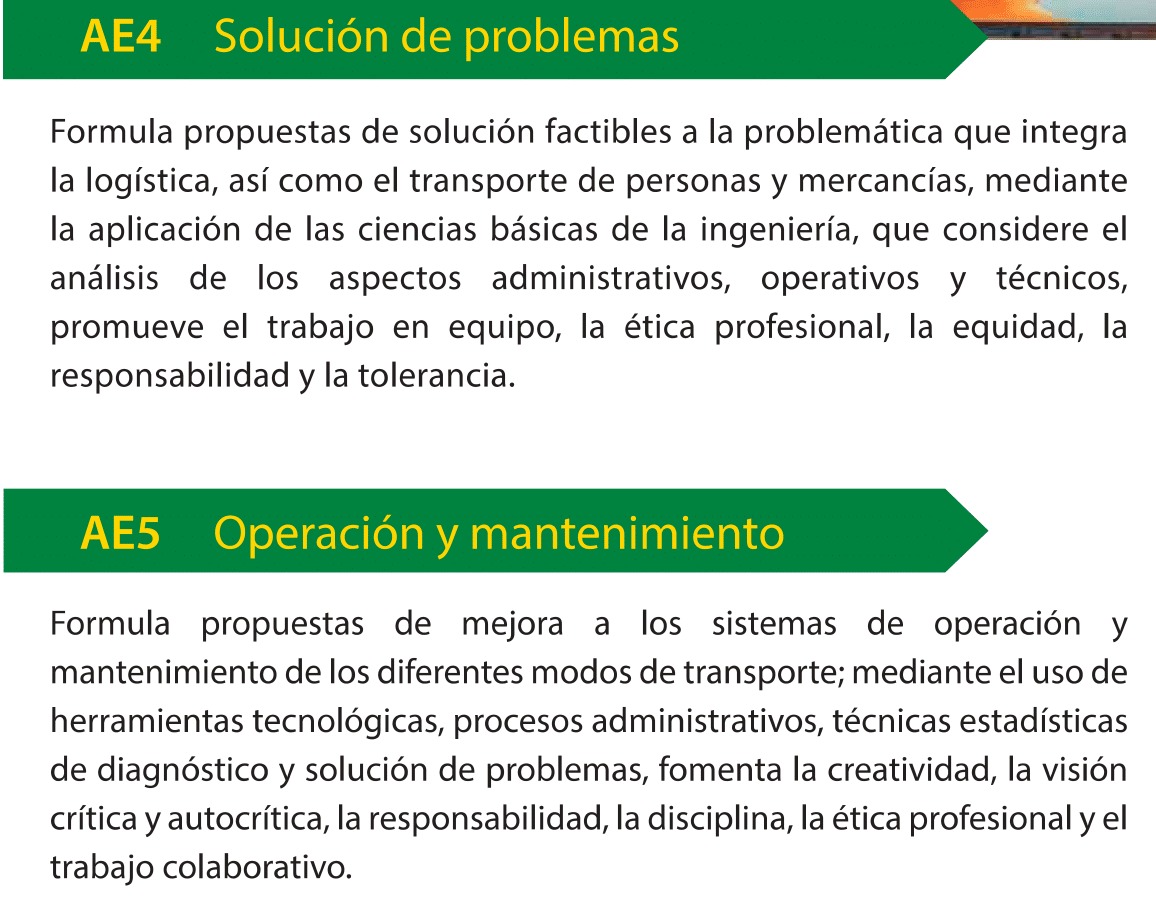 AE4 Solución de problemas
Formula propuestas de solución factibles a la problemática que integra
la logística, así como el transporte de personas y mercancías, mediante
la aplicación de las ciencias básicas de la ingeniería, que considere el
análisis de los aspectos administrativos, operativos y técnicos,
promueve el trabajo en equipo, la ética profesional, la equidad, la
responsabilidad y la tolerancia.
AE5 Operación y mantenimiento
Formula propuestas de mejora a los sistemas de operación y
mantenimiento de los diferentes modos de transporte; mediante el uso de
herramientas tecnológicas, procesos administrativos, técnicas estadísticas
de diagnóstico y solución de problemas, fomenta la creatividad, la visión
crítica y autocrítica, la responsabilidad, la disciplina, la ética profesional y el
trabajo colaborativo.